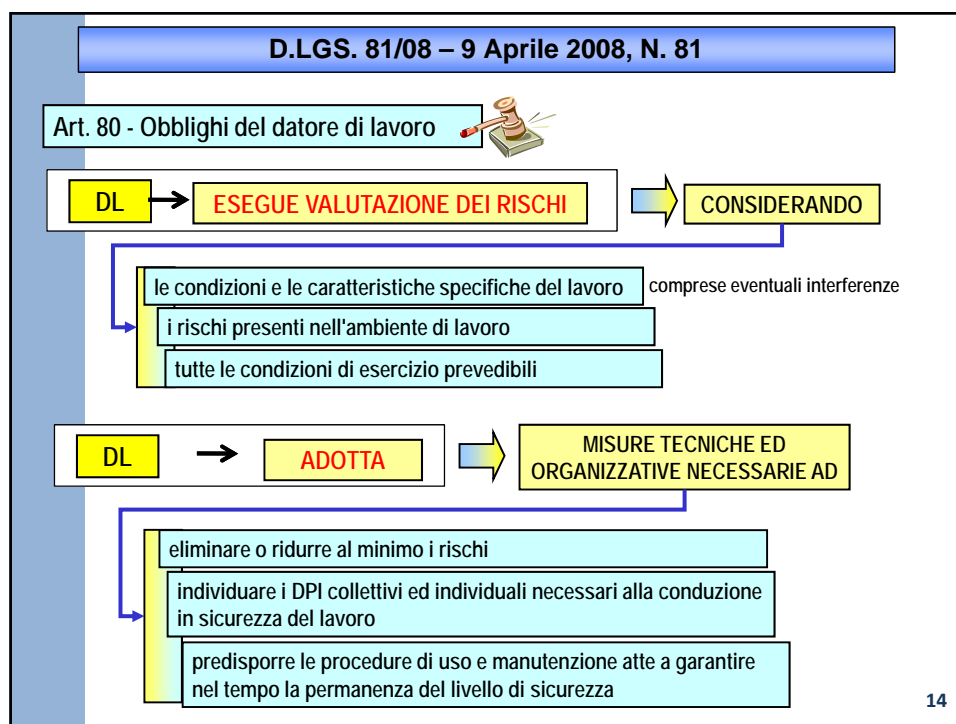 D.LGS. 81/08 – 9 Aprile 2008, N. 81
Art. 80 - Obblighi del datore di lavoro
DL
ESEGUE VALUTAZIONE DEI RISCHI
CONSIDERANDO
le condizioni e le caratteristiche specifiche del lavoro
comprese eventuali interferenze
i rischi presenti nell'ambiente di lavoro
tutte le condizioni di esercizio prevedibili
DL
ADOTTA
MISURE TECNICHE ED
ORGANIZZATIVE NECESSARIE AD
eliminare o ridurre al minimo i rischi
individuare i DPI collettivi ed individuali necessari alla conduzione
in sicurezza del lavoro
predisporre le procedure di uso e manutenzione atte a garantire
nel tempo la permanenza del livello di sicurezza
14